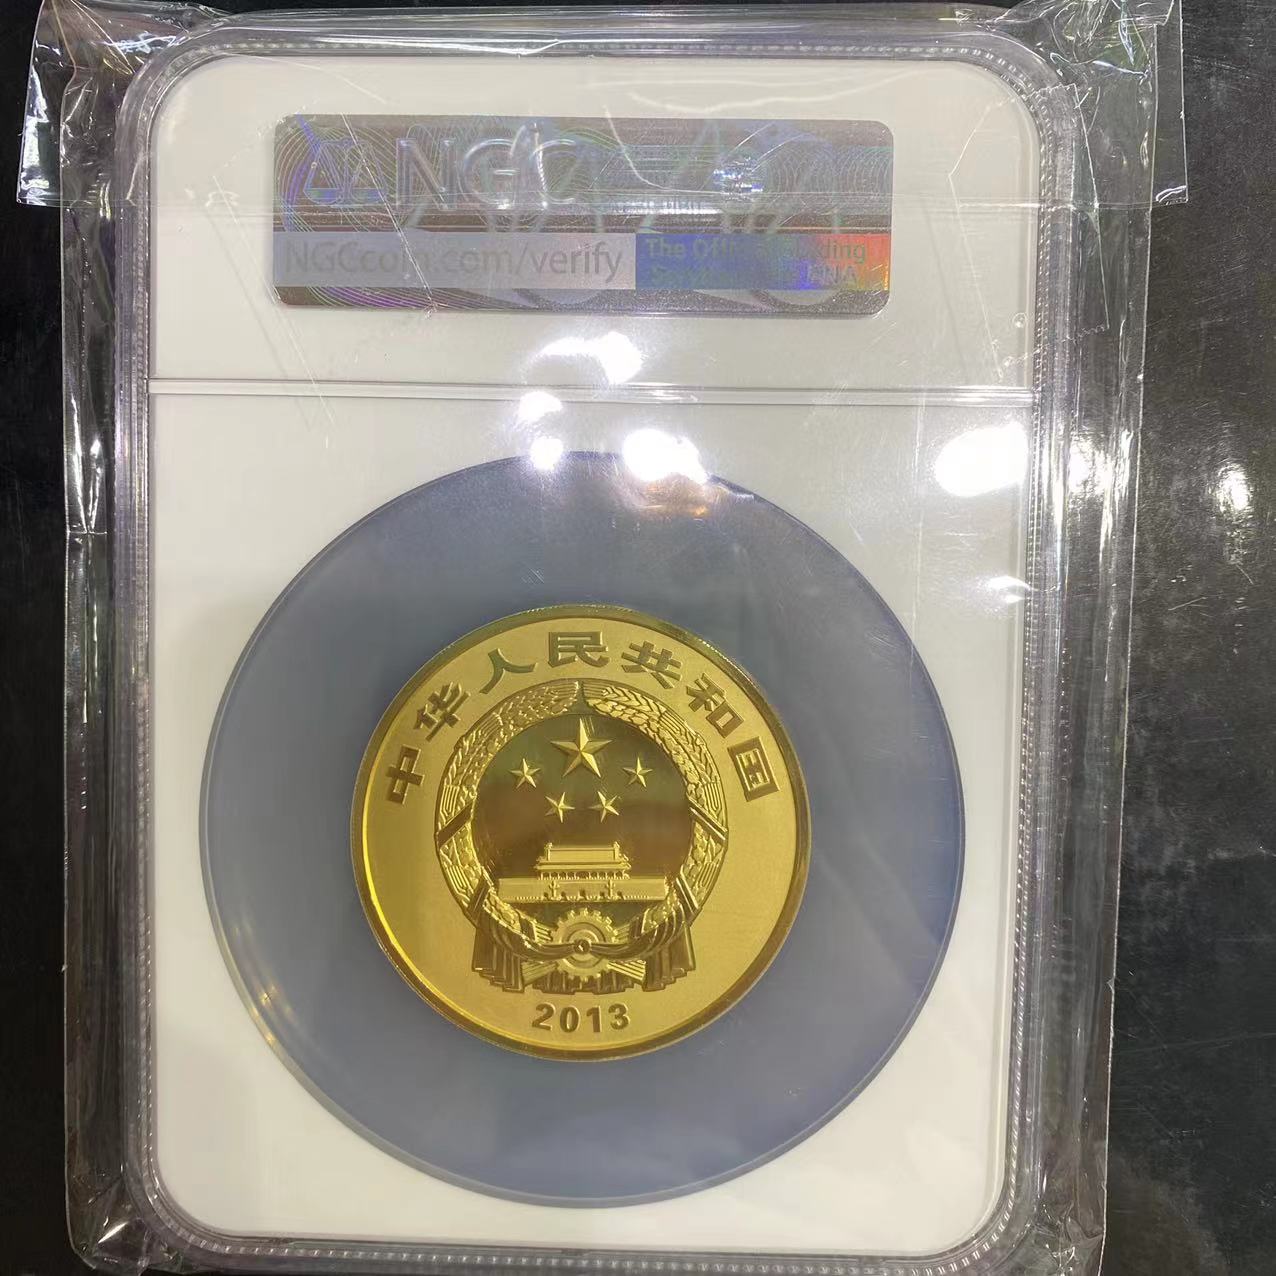 NGC
NGCcoin.com/verify
The Official Grading
中华人民共和国
2013